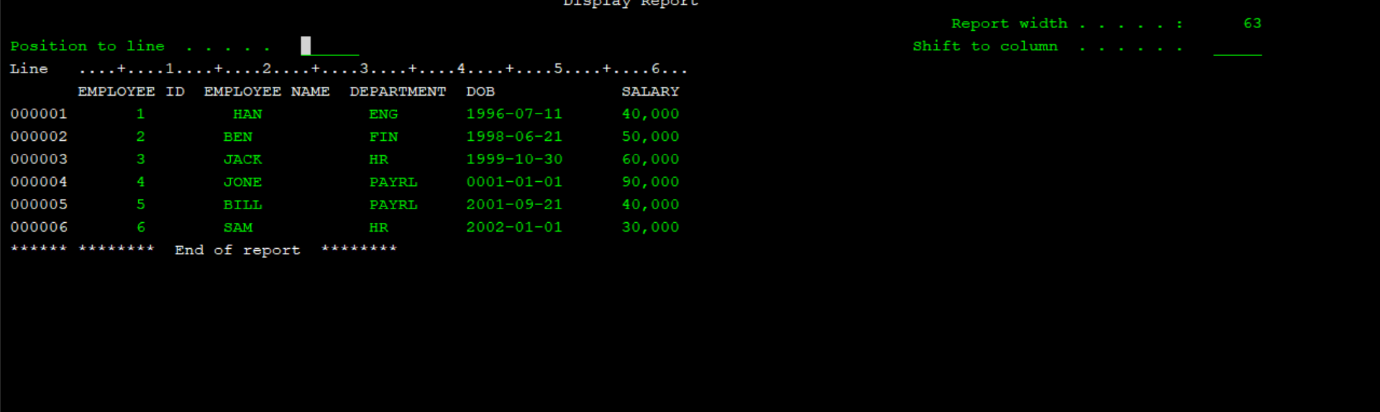 Display Report
Report width . . . . . : 63
Position to line . . . . . Shift to column . . . . . .
Line ....+....1....+....2....+....3....+....4....+....5....+....6...
EMPLOYEE ID EMPLOYEE NAME DEPARTMENT DOB SALARY
000001 1 HAN ENG 1996-07-11 40,000
000002 2 BEN FIN 1998-06-21 50,000
000003 3 JACK HR 1999-10-30 60,000
000004 4 JONE PAYRL 0001-01-01 90,000
000005 5 BILL PAYRL 2001-09-21 40,000
000006 6 SAM HR 2002-01-01 30,000
****** ******** End of report ********